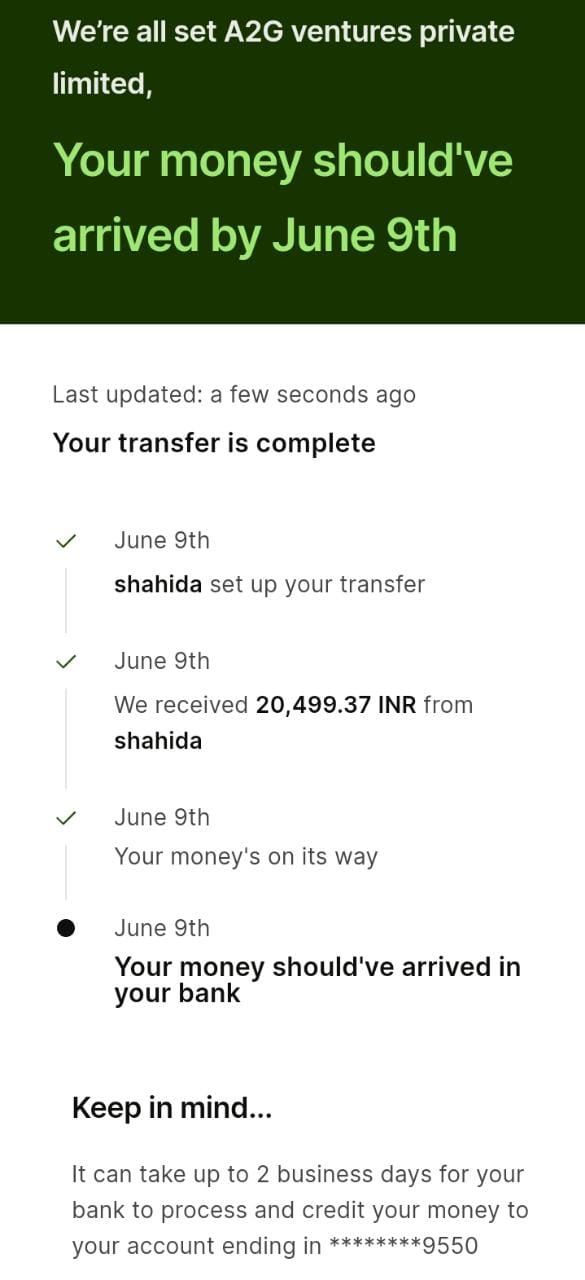 We're all set A2G ventures private
limited,
Your money should've
arrived by June 9th
Last updated: a few seconds ago
Your transfer is complete
June 9th
shahida set up your transfer
June 9th
We received 20,499.37 INR from
shahida
June 9th
Your money's on its way
June 9th
Your money should've arrived in
your bank
Keep in mind...
It can take up to 2 business days for your
bank to process and credit your money to
your account ending in ********9550